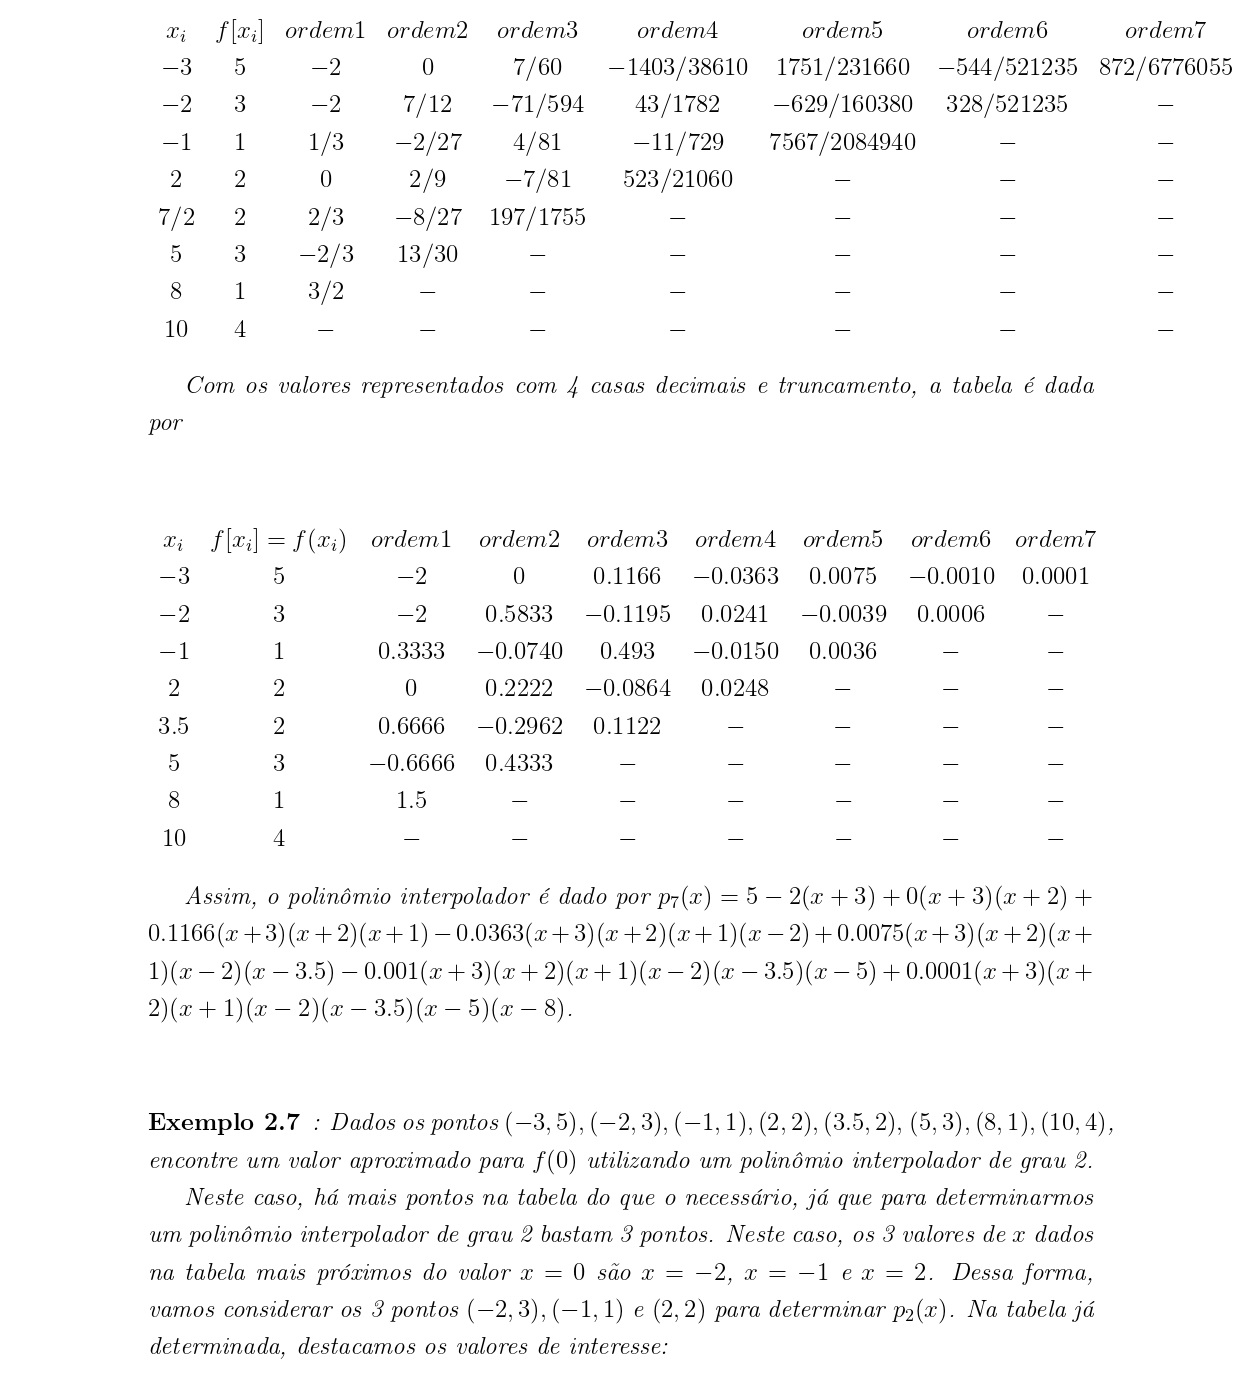 x_i f[x_i] ordem1 ordem2 ordem3 ordem4 ordem5 ordem6 ordem7
−3 5 −2 0 7/60 −1403/38610 1751/231660 −544/521235 872/6776055
−2 3 −2 7/12 −71/594 43/1782 −629/160380 328/521235 −
−1 1 1/3 −2/27 4/81 −11/729 7567/2084940 − −
2 2 0 2/9 −7/81 523/21060 − − −
7/2 2 2/3 −8/27 197/1755 − − − −
5 3 −2/3 13/30 − − − − −
8 1 3/2 − − − − − −
10 4 − − − − − − −
Com os valores representados com 4 casas decimais e truncamento, a tabela é dada
por
x_i f[x_i] = f(x_i) ordem1 ordem2 ordem3 ordem4 ordem5 ordem6 ordem7
−3 5 −2 0 0.1166 −0.0363 0.0075 −0.0010 0.0001
−2 3 −2 0.5833 −0.1195 0.0241 −0.0039 0.0006 −
−1 1 0.3333 −0.0740 0.493 −0.0150 0.0036 − −
2 2 0 0.2222 −0.0864 0.0248 − − −
3.5 2 0.6666 −0.2962 0.1122 − − − −
5 3 −0.6666 0.4333 − − − − −
8 1 1.5 − − − − − −
10 4 − − − − − − −
Assim, o polinômio interpolador é dado por p_7(x) = 5 − 2(x + 3) + 0(x + 3)(x + 2) +
0.1166(x+3)(x+2)(x+1)−0.0363(x+3)(x+2)(x+1)(x−2)+0.0075(x+3)(x+2)(x+
1)(x − 2)(x − 3.5) − 0.001(x + 3)(x + 2)(x + 1)(x − 2)(x − 3.5)(x − 5) + 0.0001(x + 3)(x +
2)(x + 1)(x − 2)(x − 3.5)(x − 5)(x − 8).
Exemplo 2.7 : Dados os pontos (−3, 5), (−2, 3), (−1, 1), (2, 2), (3.5, 2), (5, 3), (8, 1), (10, 4),
encontre um valor aproximado para f(0) utilizando um polinômio interpolador de grau 2.
Neste caso, há mais pontos na tabela do que o necessário, já que para determinarmos
um polinômio interpolador de grau 2 bastam 3 pontos. Neste caso, os 3 valores de x dados
na tabela mais próximos do valor x = 0 são x = −2, x = −1 e x = 2. Dessa forma,
vamos considerar os 3 pontos (−2, 3), (−1, 1) e (2, 2) para determinar p_2(x). Na tabela já
determinada, destacamos os valores de interesse: